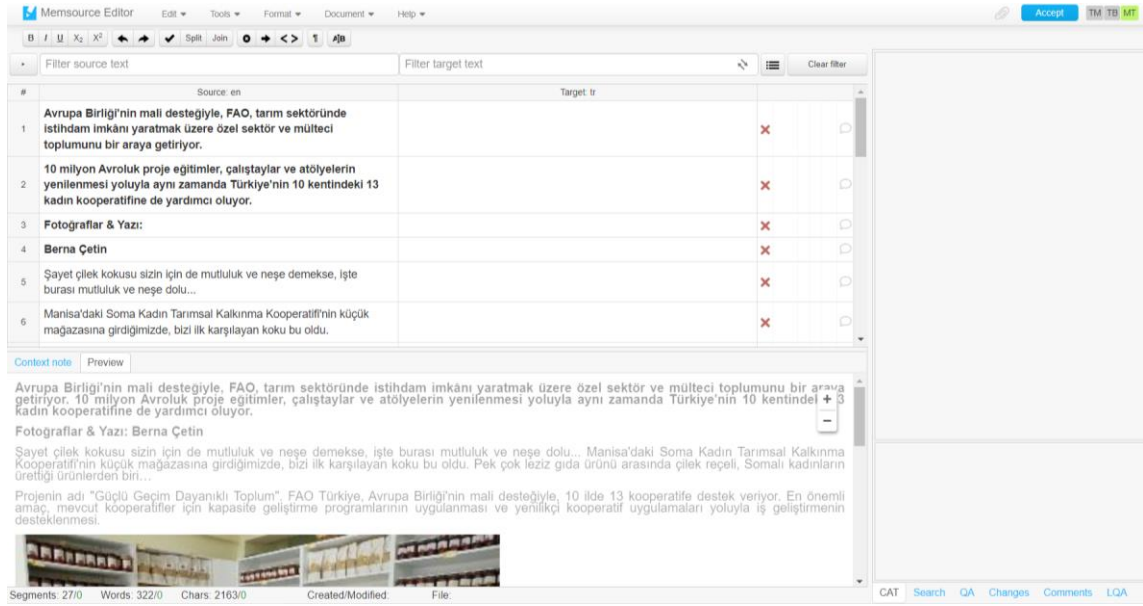 Memsource Editor Edit Tools Format Document Help Accept TM TB MT
B I U X₂ X² Split Join < > ¶ A|B
Filter source text Filter target text Clear filter
# Source: en Target: tr
1 Avrupa Birliği'nin mali desteğiyle, FAO, tarım sektöründe
istihdam imkânı yaratmak üzere özel sektör ve mülteci
toplumunu bir araya getiriyor.
2 10 milyon Avroluk proje eğitimler, çalıştaylar ve atölyelerin
yenilenmesi yoluyla aynı zamanda Türkiye'nin 10 kentindeki 13
kadın kooperatifine de yardımcı oluyor.
3 Fotoğraflar & Yazı:
4 Berna Çetin
5 Şayet çilek kokusu sizin için de mutluluk ve neşe demekse, işte
burası mutluluk ve neşe dolu...
6 Manisa'daki Soma Kadın Tarımsal Kalkınma Kooperatifi'nin küçük
mağazasına girdiğimizde, bizi ilk karşılayan koku bu oldu.
Context note Preview
Avrupa Birliği'nin mali desteğiyle, FAO, tarım sektöründe istihdam imkânı yaratmak üzere özel sektör ve mülteci toplumunu bir araya
getiriyor. 10 milyon Avroluk proje eğitimler, çalıştaylar ve atölyelerin yenilenmesi yoluyla aynı zamanda Türkiye'nin 10 kentindeki 13
kadın kooperatifine de yardımcı oluyor.
Fotoğraflar & Yazı: Berna Çetin
Şayet çilek kokusu sizin için de mutluluk ve neşe demekse, işte burası mutluluk ve neşe dolu... Manisa'daki Soma Kadın Tarımsal Kalkınma
Kooperatifi'nin küçük mağazasına girdiğimizde, bizi ilk karşılayan koku bu oldu. Pek çok leziz gıda ürünü arasında çilek reçeli, Somalı kadınların
ürettiği ürünlerden biri...
Projenin adı "Güçlü Geçim Dayanıklı Toplum". FAO Türkiye, Avrupa Birliği'nin mali desteğiyle, 10 ilde 13 kooperatife destek veriyor. En önemli
amaç, mevcut kooperatifler için kapasite geliştirme programlarının uygulanması ve yenilikçi kooperatif uygulamaları yoluyla iş geliştirmenin
desteklenmesi.
Segments: 27/0 Words: 322/0 Chars: 2163/0 Created/Modified: File:
CAT Search QA Changes Comments LQA